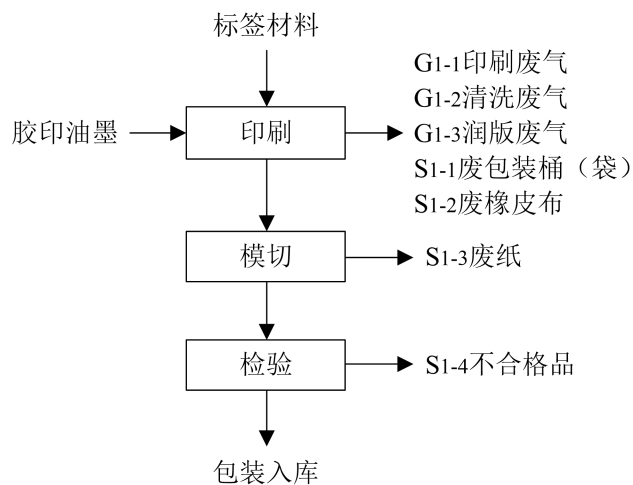 标签材料
G1-1印刷废气
G1-2清洗废气
胶印油墨
印刷
G1-3润版废气
S1-1废包装桶（袋）
S1-2废橡皮布
模切
S1-3废纸
检验
S1-4不合格品
包装入库